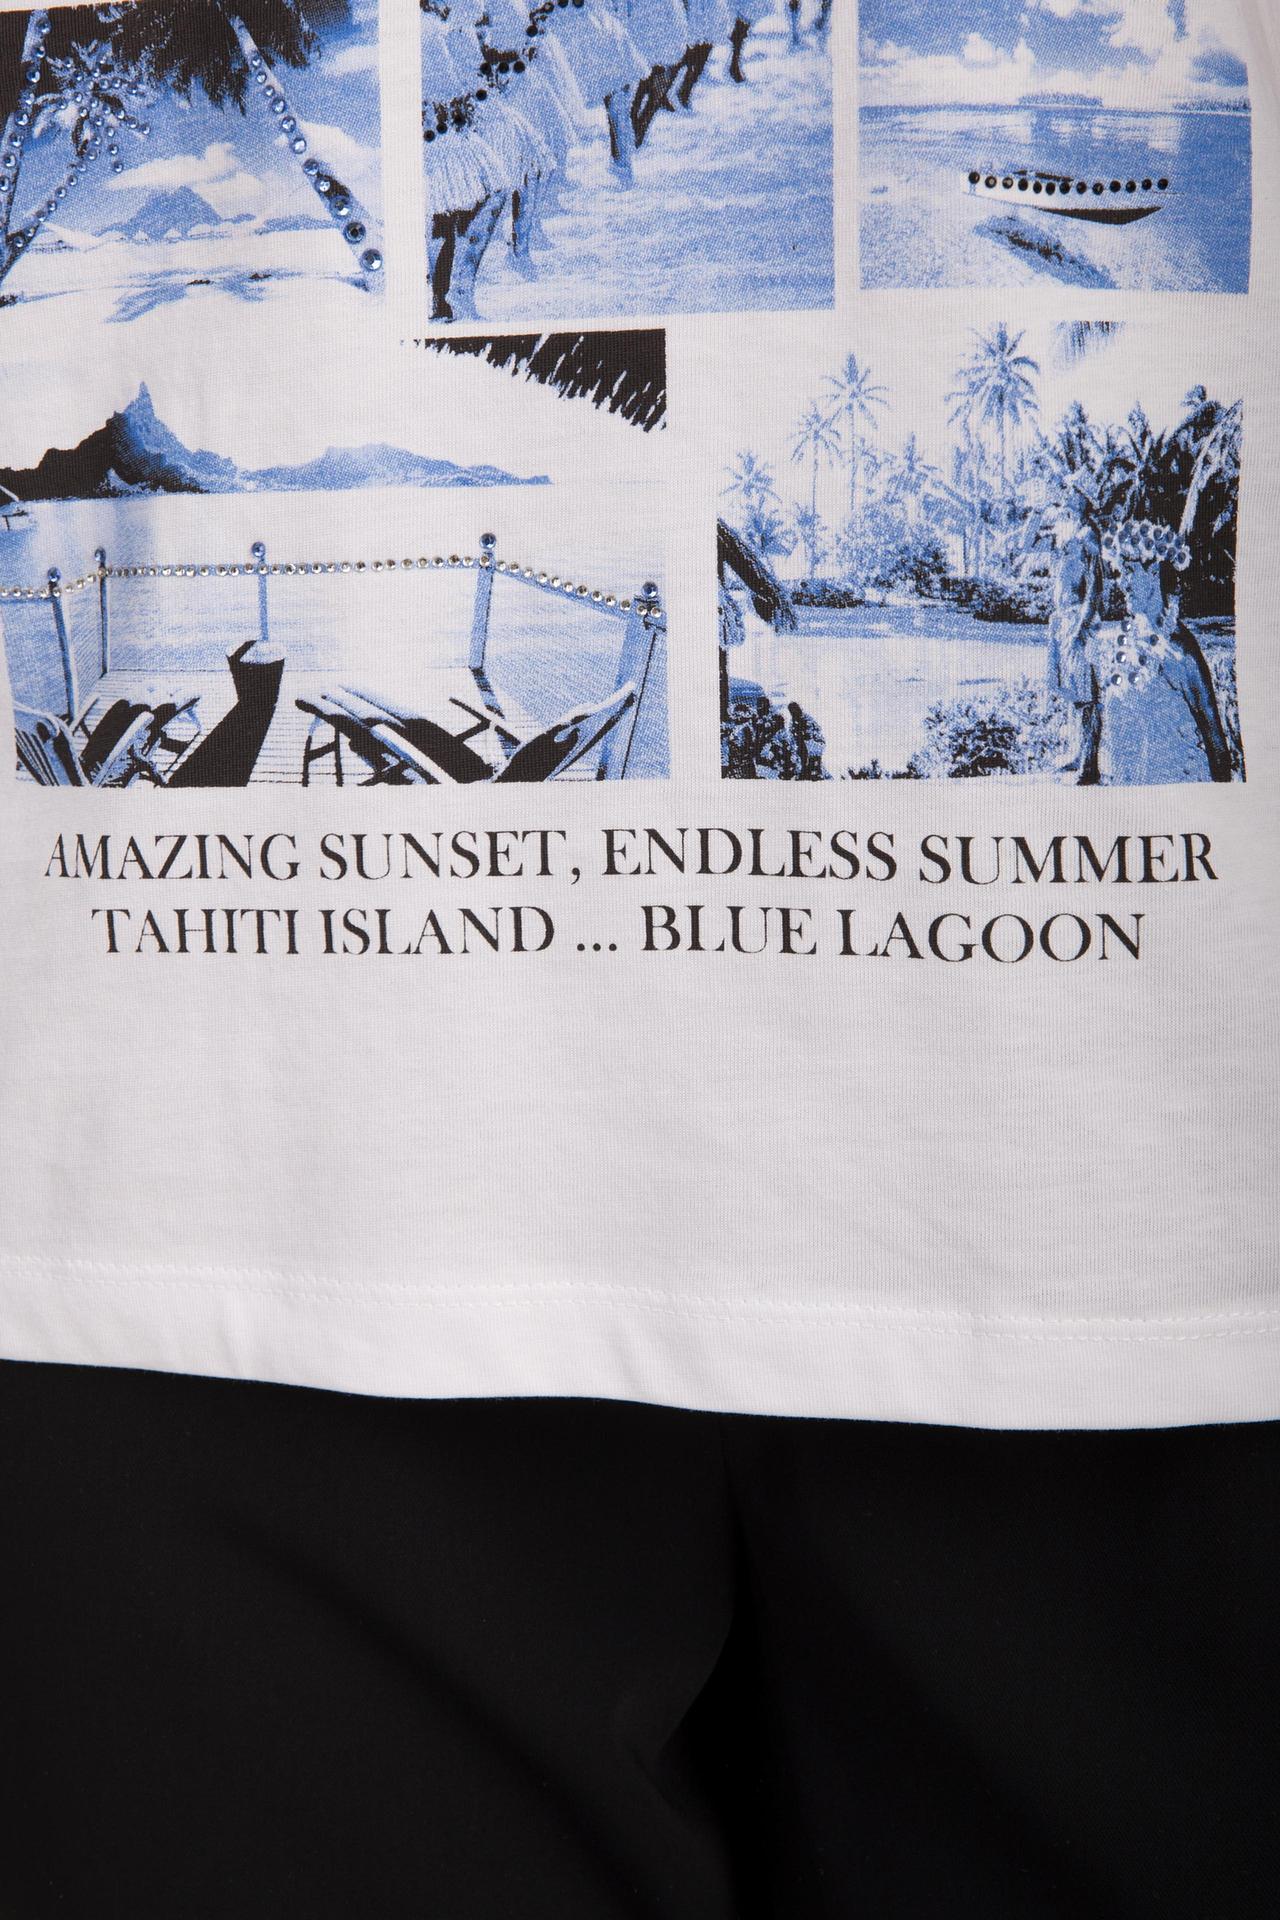 AMAZING SUNSET, ENDLESS SUMMER
TAHITI ISLAND ... BLUE LAGOON